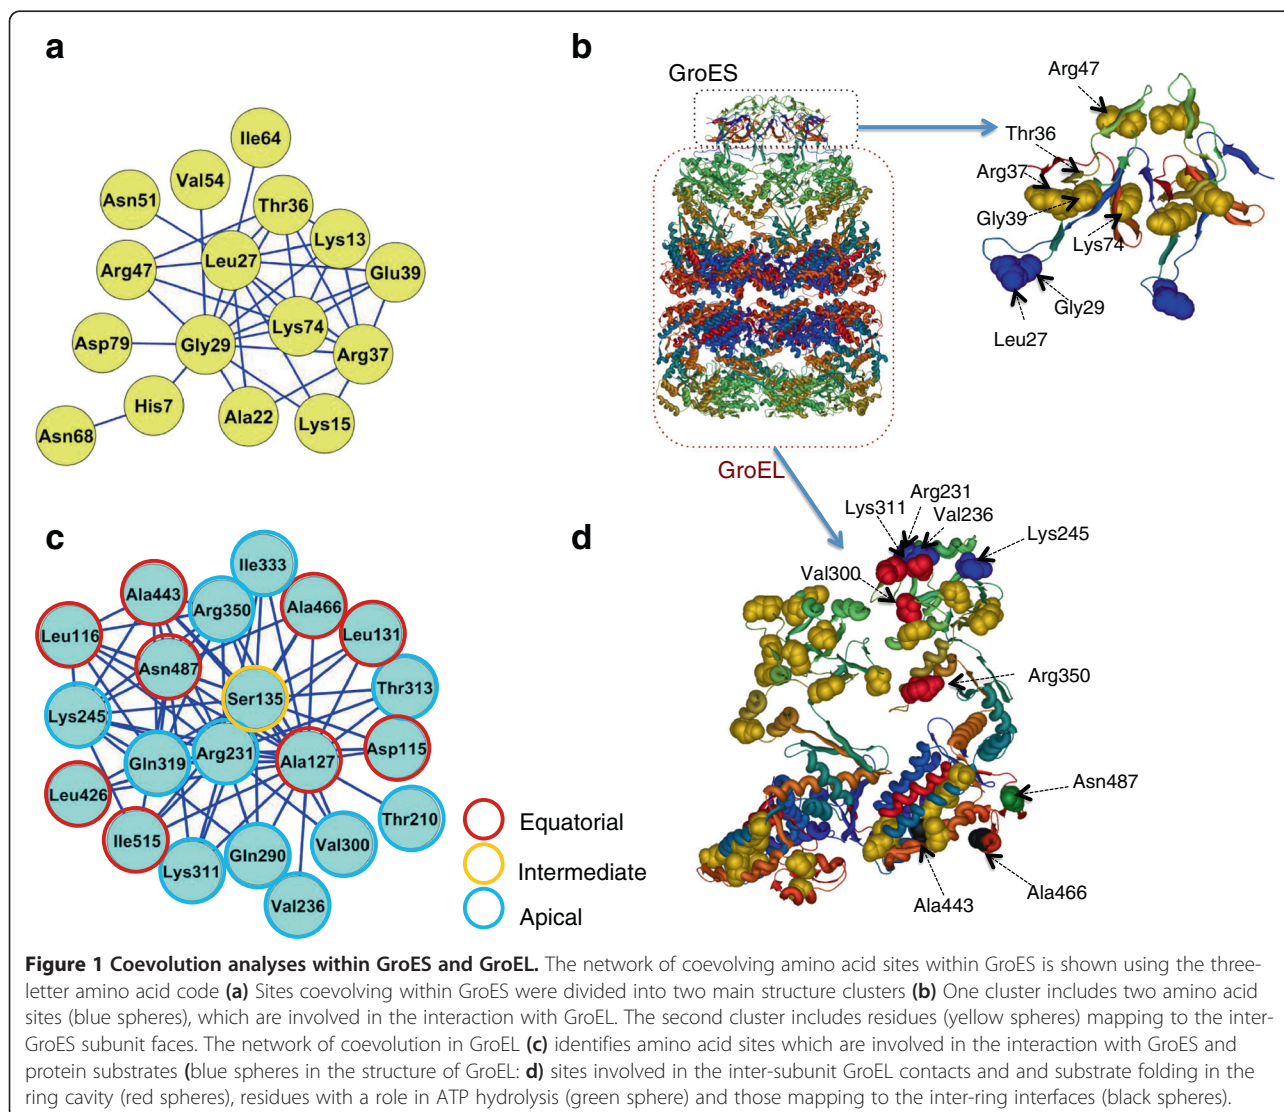 a
Ile64
Val54
Asn51
Thr36
Lys13
Leu27
Arg47
Glu39
Lys74
Asp79
Gly29
Arg37
His7
Ala22
Lys15
Asn68
b
GroES
GroEL
Arg47
Thr36
Arg37
Gly39
Lys74
Gly29
Leu27
c
Ile333
Ala443
Arg350
Ala466
Leu116
Leu131
Asn487
Ser135
Thr313
Lys245
Arg231
Asp115
Gln319
Ala127
Leu426
Thr210
Ile515
Val300
Gln290
Lys311
Val236
Equatorial
Intermediate
Apical
d
Arg231
Lys311
Val236
Lys245
Val300
Arg350
Asn487
Ala466
Ala443
Figure 1 Coevolution analyses within GroES and GroEL. The network of coevolving amino acid sites within GroES is shown using the three-
letter amino acid code (a) Sites coevolving within GroES were divided into two main structure clusters (b) One cluster includes two amino acid
sites (blue spheres), which are involved in the interaction with GroEL. The second cluster includes residues (yellow spheres) mapping to the inter-
GroES subunit faces. The network of coevolution in GroEL (c) identifies amino acid sites which are involved in the interaction with GroES and
protein substrates (blue spheres in the structure of GroEL: d) sites involved in the inter-subunit GroEL contacts and and substrate folding in the
ring cavity (red spheres), residues with a role in ATP hydrolysis (green sphere) and those mapping to the inter-ring interfaces (black spheres).